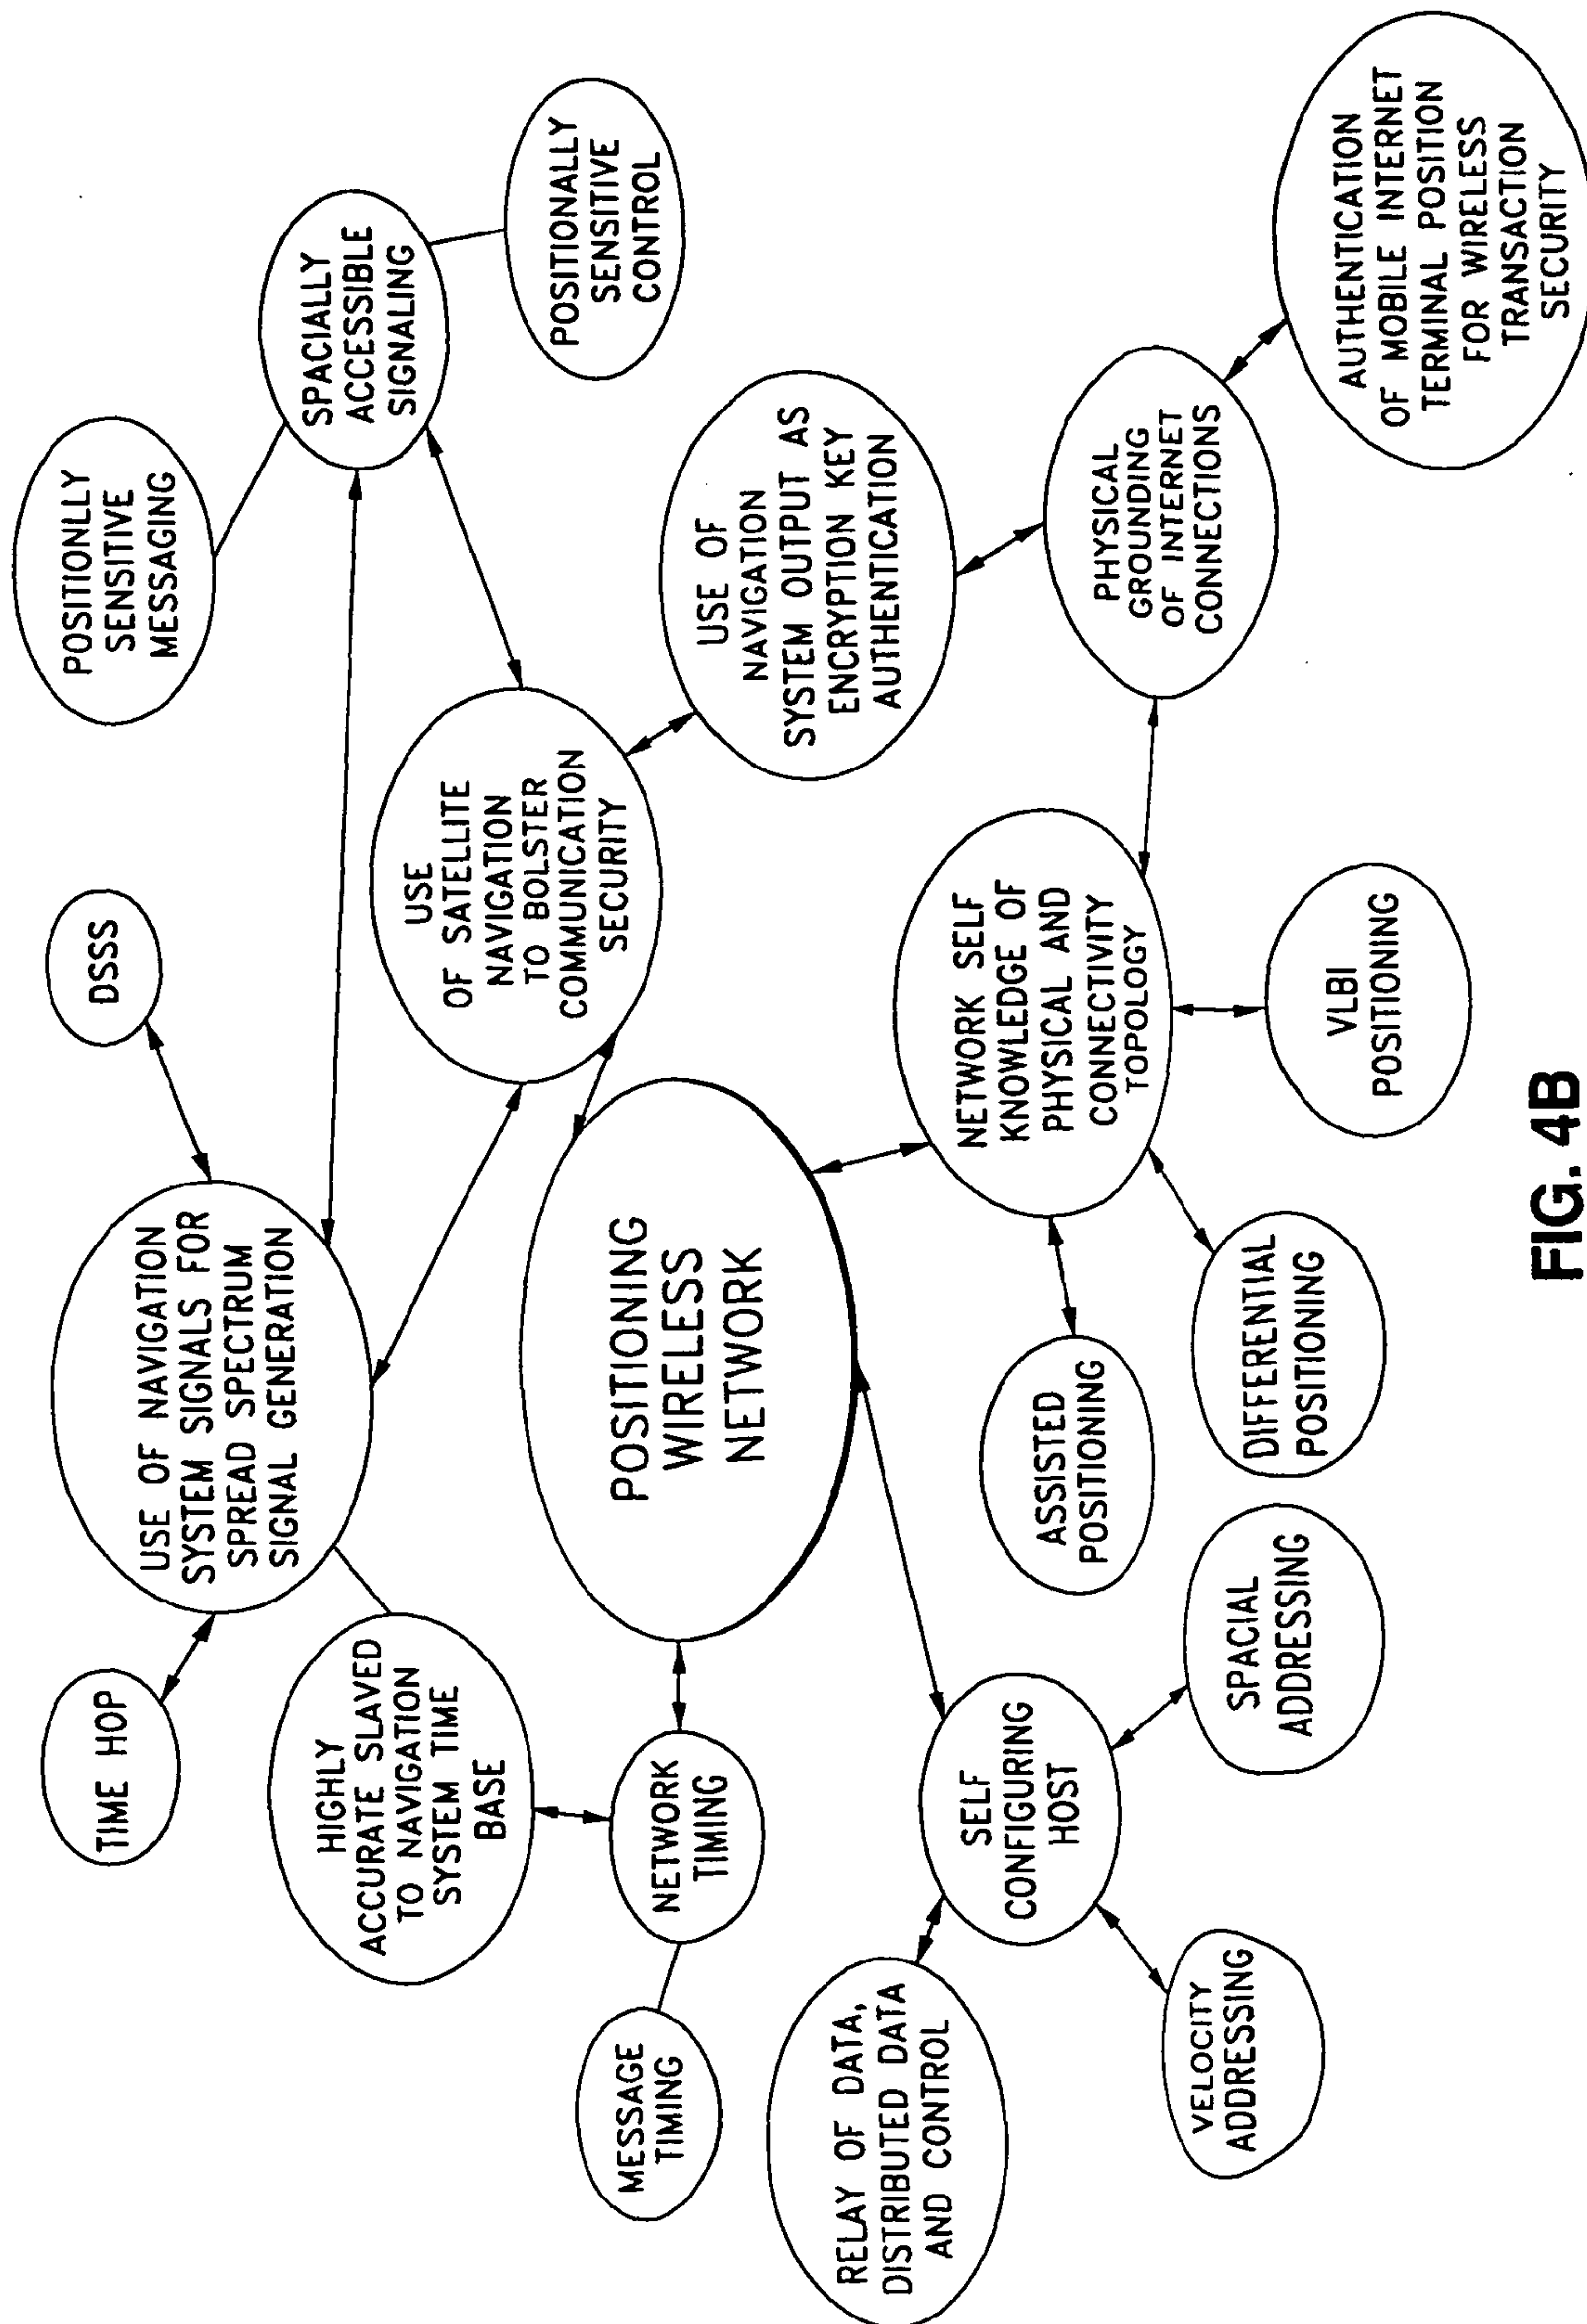 TIME HOP
USE OF NAVIGATION
SYSTEM SIGNALS FOR
SPREAD SPECTRUM
SIGNAL GENERATION
DSSS
POSITIONLLY
SENSITIVE
MESSAGING
SPACIALLY
ACCESSIBLE
SIGNALING
POSITIONALLY
SENSITIVE
CONTROL
HIGHLY
ACCURATE SLAVED
TO NAVIGATION
SYSTEM TIME
BASE
USE
OF SATELLITE
NAVIGATION
TO BOLSTER
COMMUNICATION
SECURITY
MESSAGE
TIMING
NETWORK
TIMING
POSITIONING
WIRELESS
NETWORK
USE OF
NAVIGATION
SYSTEM OUTPUT AS
ENCRYPTION KEY
AUTHENTICATION
RELAY OF DATA,
DISTRIBUTED DATA
AND CONTROL
SELF
CONFIGURING
HOST
NETWORK SELF
KNOWLEDGE OF
PHYSICAL AND
CONNECTIVITY
TOPOLOGY
PHYSICAL
GROUNDING
OF INTERNET
CONNECTIONS
ASSISTED
POSITIONING
VELOCITY
ADDRESSING
SPACIAL
ADDRESSING
DIFFERENTIAL
POSITIONING
VLBI
POSITIONING
AUTHENTICATION
OF MOBILE INTERNET
TERMINAL POSITION
FOR WIRELESS
TRANSACTION
SECURITY
FIG. 4B